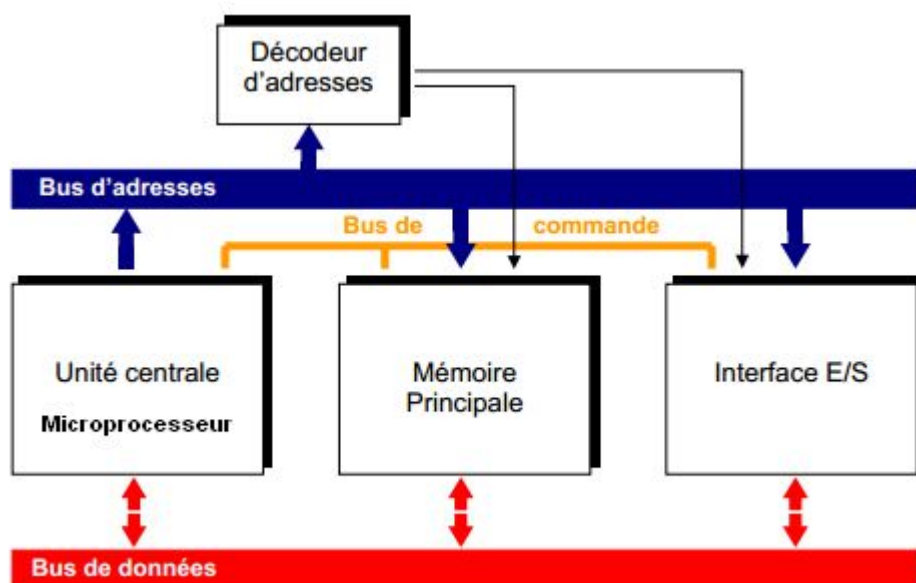 Décodeur
d'adresses
Bus d'adresses
Bus de commande
Unité centrale
Microprocesseur
Mémoire
Principale
Interface E/S
Bus de données